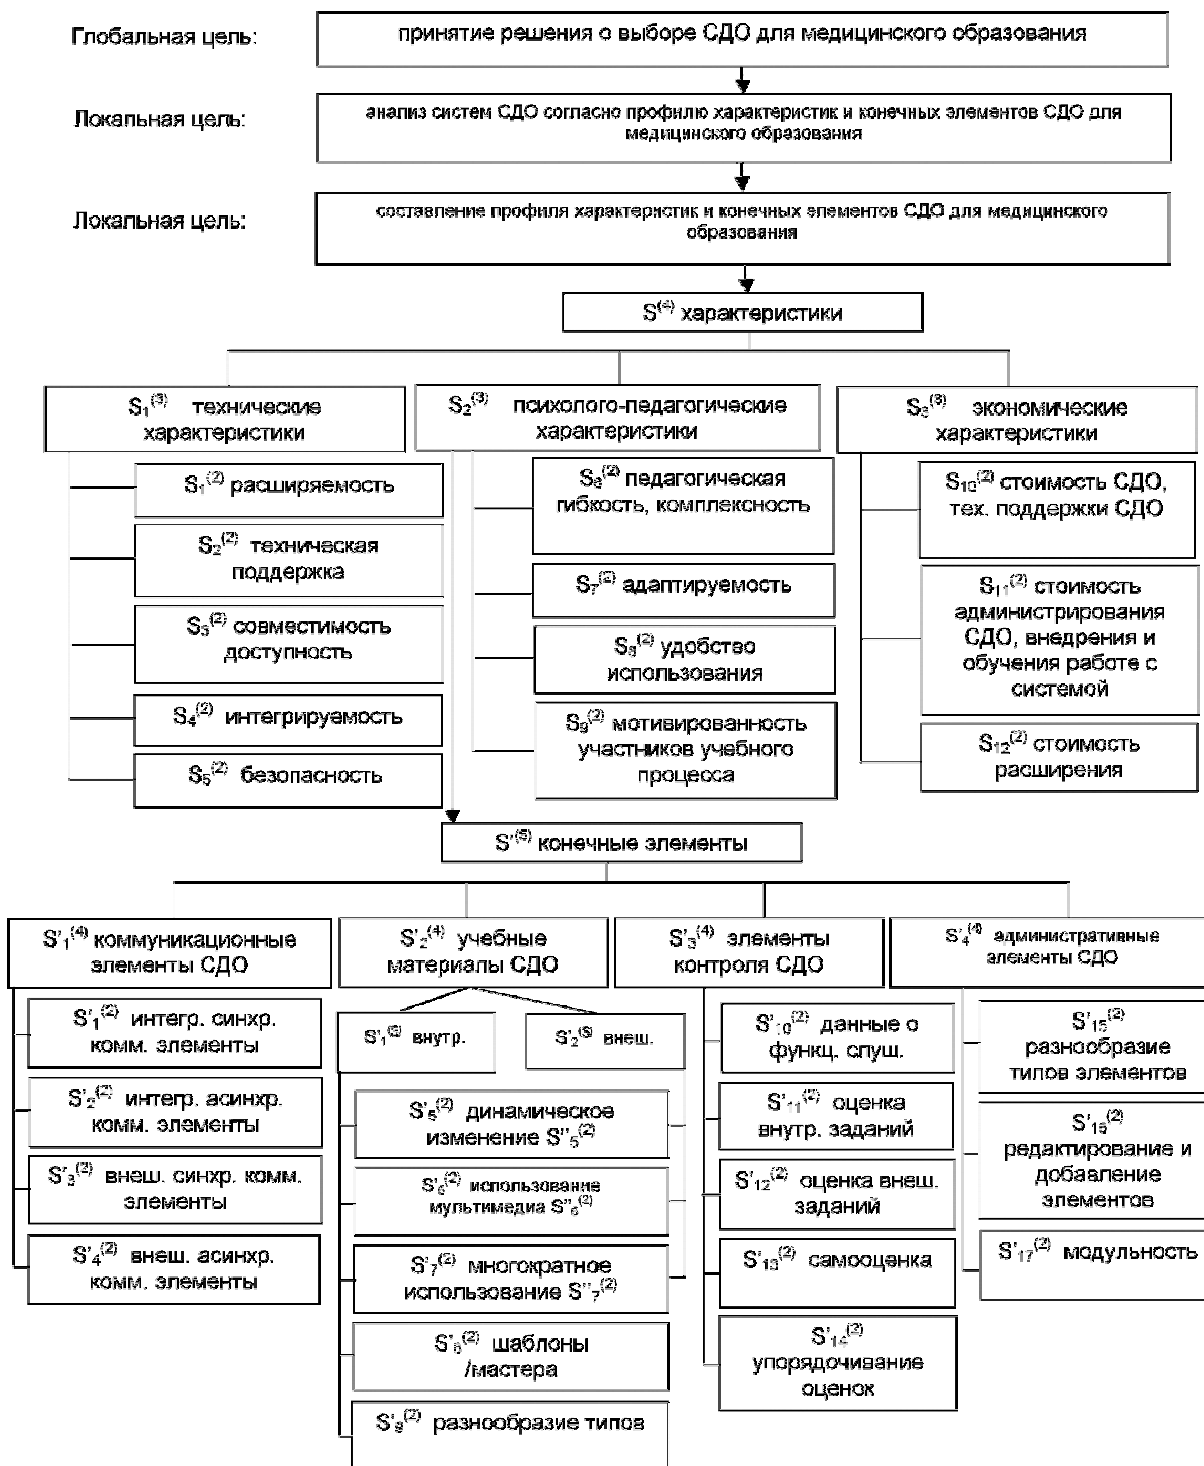 Глобальная цель:
принятие решения о выборе СДО для медицинского образования
Локальная цель:
анализ систем СДО согласно профилю характеристик и конечных элементов СДО для
медицинского образования
Локальная цель:
составление профиля характеристик и конечных элементов СДО для медицинского
образования
S⁽⁴⁾ характеристики
S₁⁽³⁾ технические
характеристики
S₁⁽²⁾ расширяемость
S₂⁽²⁾ техническая
поддержка
S₃⁽²⁾ совместимость
доступность
S₄⁽²⁾ интегрируемость
S₅⁽²⁾ безопасность
S₂⁽³⁾ психолого-педагогические
характеристики
S₆⁽²⁾ педагогическая
гибкость, комплексность
S₇⁽²⁾ адаптируемость
S₈⁽²⁾ удобство
использования
S₉⁽²⁾ мотивированность
участников учебного
процесса
S₃⁽³⁾ экономические
характеристики
S₁₀⁽²⁾ стоимость СДО,
тех. поддержки СДО
S₁₁⁽²⁾ стоимость
администрирования
СДО, внедрения и
обучения работе с
системой
S₁₂⁽²⁾ стоимость
расширения
S'⁽⁵⁾ конечные элементы
S'₁⁽⁴⁾ коммуникационные
элементы СДО
S'₁⁽²⁾ интегр. синхр.
комм. элементы
S'₂⁽²⁾ интегр. асинхр.
комм. элементы
S'₃⁽²⁾ внеш. синхр. комм.
элементы
S'₄⁽²⁾ внеш. асинхр.
комм. элементы
S'₂⁽⁴⁾ учебные
материалы СДО
S'₁⁽³⁾ внутр.
S'₂⁽³⁾ внеш.
S'₅⁽²⁾ динамическое
изменение S''₅⁽²⁾
S'₆⁽²⁾ использование
мультимедиа S''₆⁽²⁾
S'₇⁽²⁾ многократное
использование S''₇⁽²⁾
S'₈⁽²⁾ шаблоны
/мастера
S'₉⁽²⁾ разнообразие типов
S'₃⁽⁴⁾ элементы
контроля СДО
S'₁₀⁽²⁾ данные о
функц. слуш.
S'₁₁⁽²⁾ оценка
внутр. заданий
S'₁₂⁽²⁾ оценка внеш.
заданий
S'₁₃⁽²⁾ самооценка
S'₁₄⁽²⁾
упорядочивание
оценок
S'₄⁽⁴⁾ административные
элементы СДО
S'₁₅⁽²⁾
разнообразие
типов элементов
S'₁₆⁽²⁾
редактирование и
добавление
элементов
S'₁₇⁽²⁾ модульность